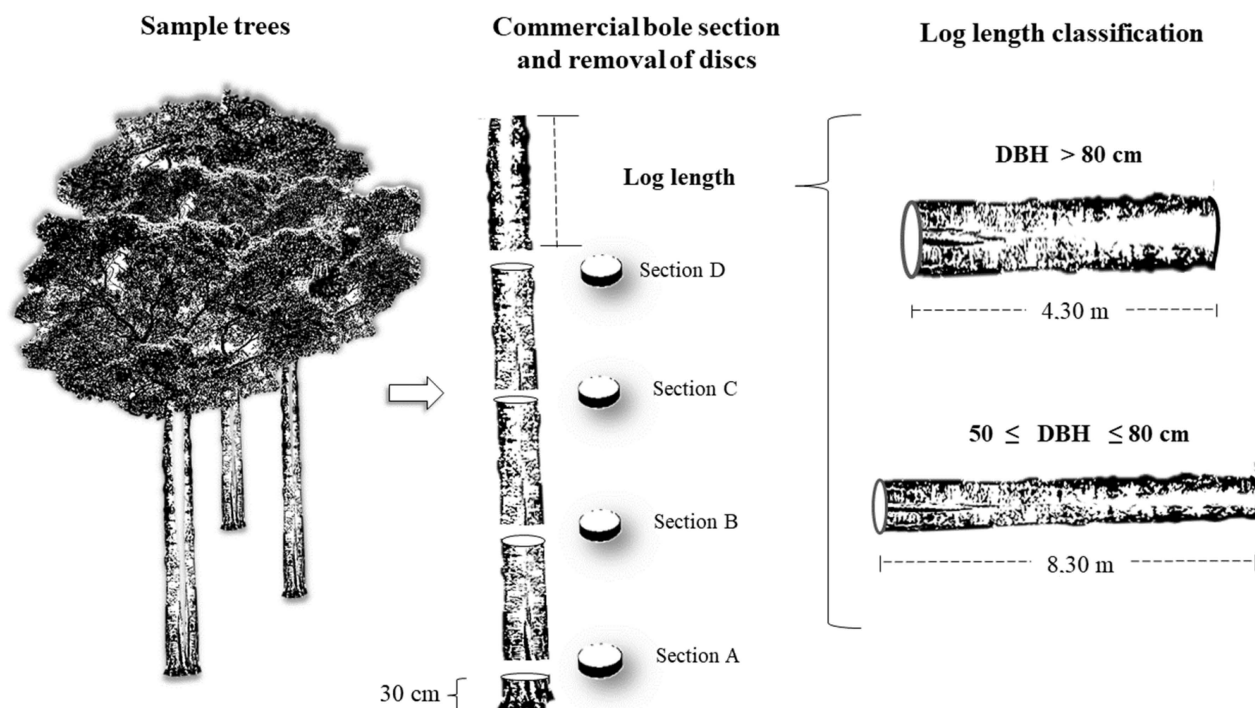 Sample trees
Commercial bole section
and removal of discs
Log length classification
Log length
DBH > 80 cm
4.30 m
50 ≤ DBH ≤ 80 cm
8.30 m
Section D
Section C
Section B
Section A
30 cm